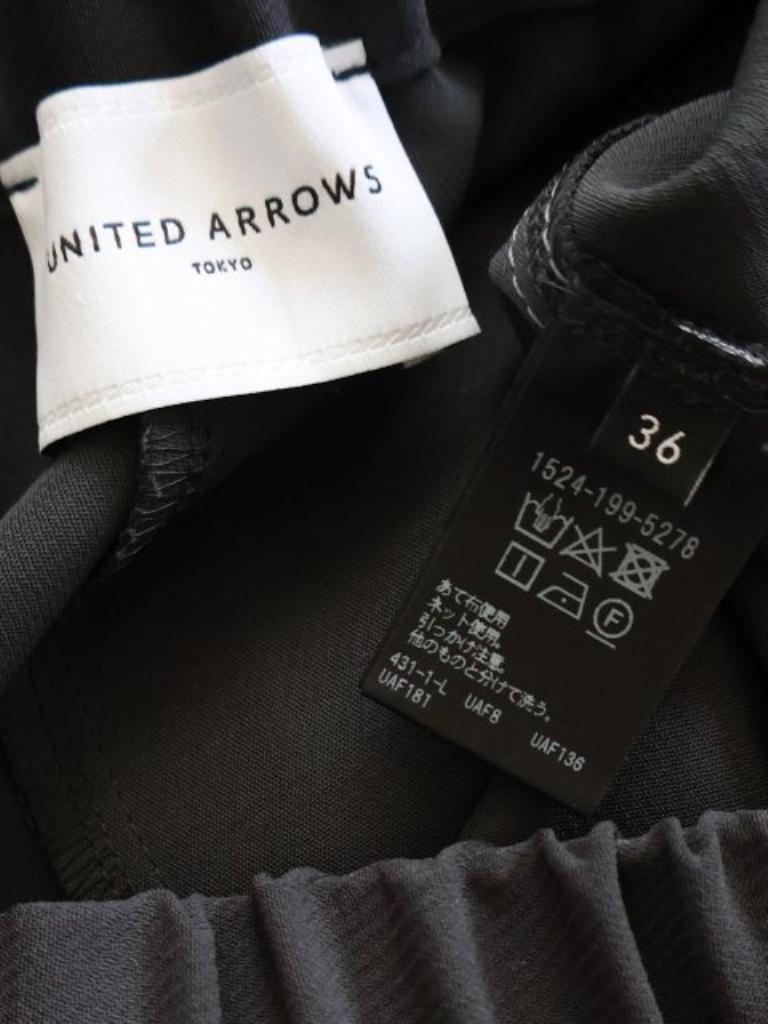 UNITED ARROWS
TOKYO
36
1524-199-5278
F
あて布使用
ネット使用。
引っかけ注意。
他のものと分けて洗う。
431-1-L UAF8 UAF136
UAF181